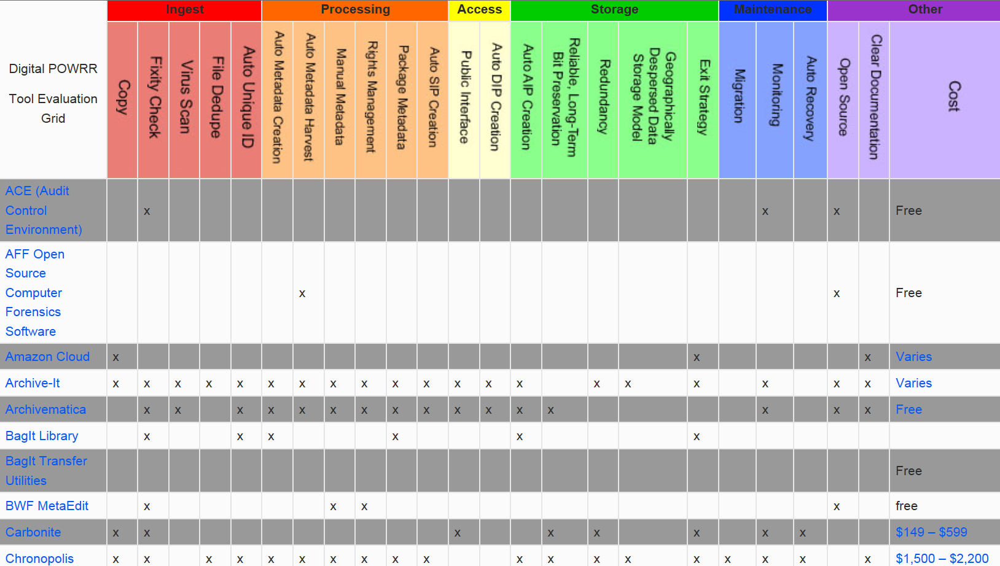 Ingest Processing Access Storage Maintenance Other
Digital POWRR
Tool Evaluation
Grid
Copy
Fixity Check
Virus Scan
File Dedupe
Auto Unique ID
Auto Metadata Creation
Auto Metadata Harvest
Manual Metadata
Rights Management
Package Metadata
Auto SIP Creation
Public Interface
Auto DIP Creation
Auto AIP Creation
Reliable, Long-Term
Bit Preservation
Redundancy
Geographically
Despersed Data
Storage Model
Exit Strategy
Migration
Monitoring
Auto Recovery
Open Source
Clear Documentation
Cost
ACE (Audit
Control
Environment)
x x x Free
AFF Open
Source
Computer
Forensics
Software
x x Free
Amazon Cloud x x x Varies
Archive-It x x x x x x x x x x x x x x x x x x x x Varies
Archivematica x x x x x x x x x x x x x x x x x Free
BagIt Library x x x x x x
BagIt Transfer
Utilities
Free
BWF MetaEdit x x x x free
Carbonite x x x x x x x x $149 – $599
Chronopolis x x x x x x x x x x x x x x x x x x x $1,500 – $2,200